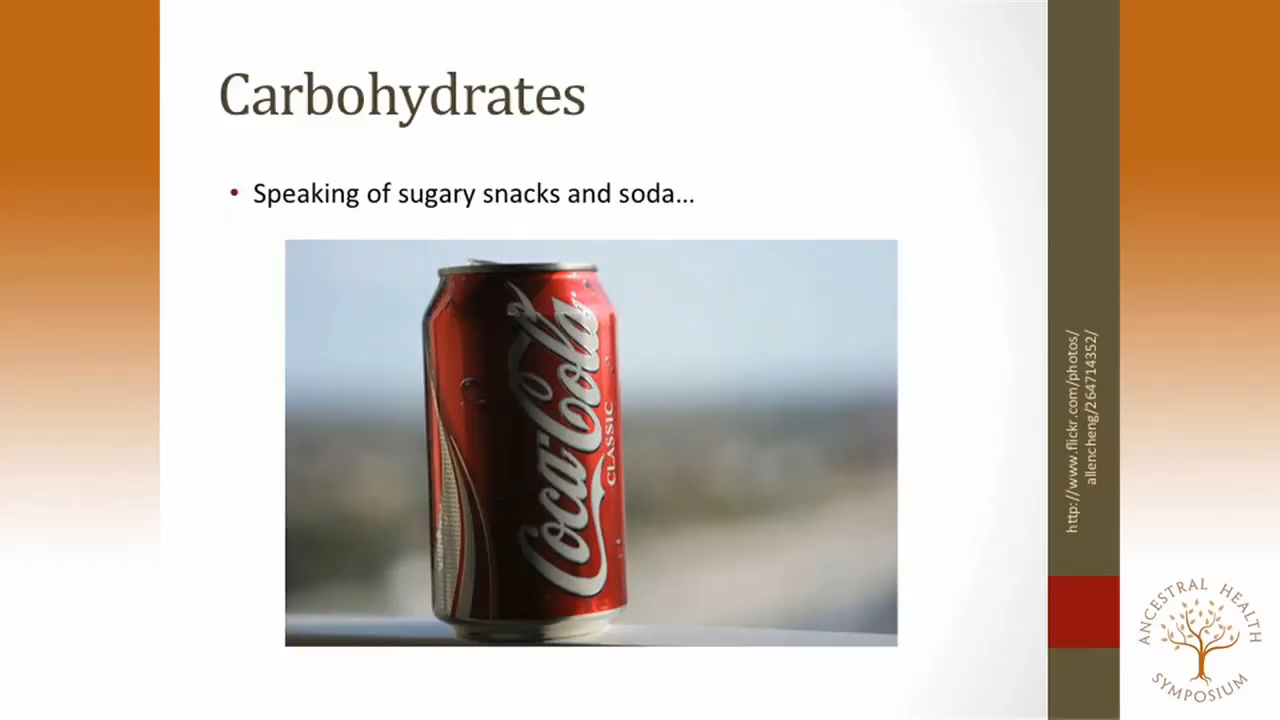 Carbohydrates
• Speaking of sugary snacks and soda…
Coca-Cola
CLASSIC
http://www.flickr.com/photos/
allencheng/264714352/
ANCESTRAL HEALTH
SYMPOSIUM